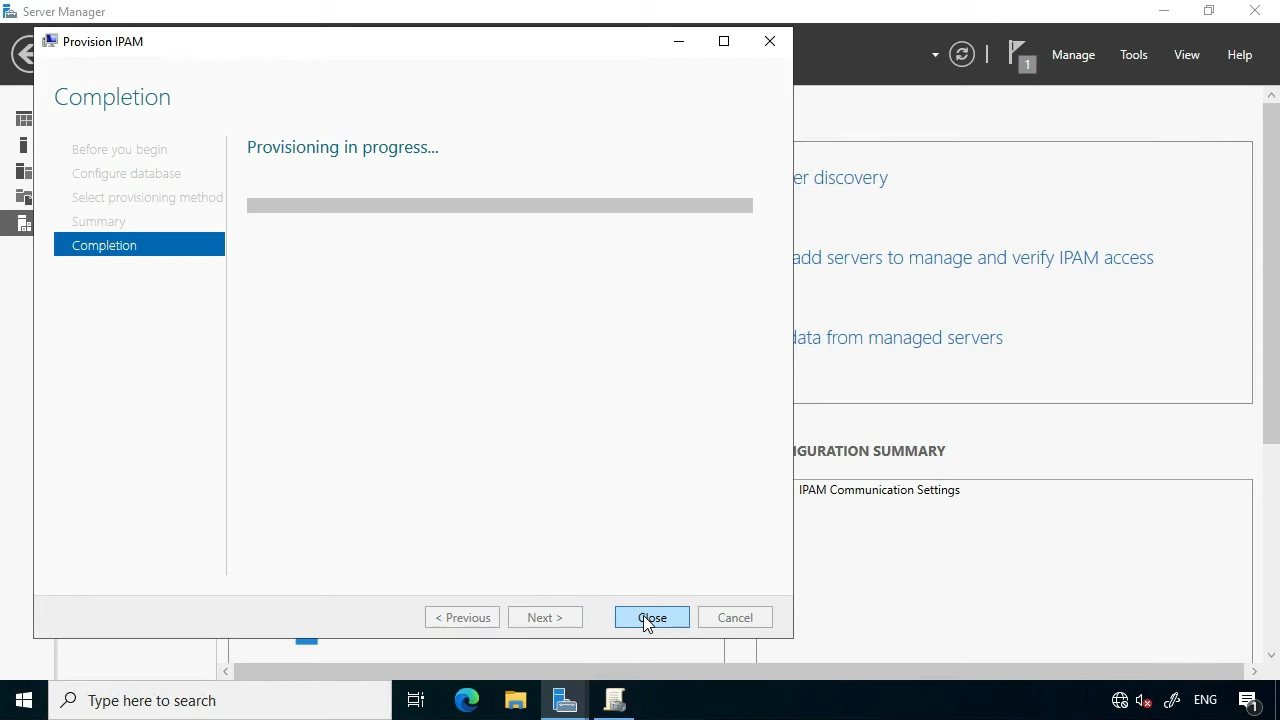 Server Manager
Provision IPAM
1
Manage
Tools
View
Help
Completion
Before you begin
Configure database
Select provisioning method
Summary
Completion
Provisioning in progress...
er discovery
add servers to manage and verify IPAM access
data from managed servers
IGURATION SUMMARY
IPAM Communication Settings
< Previous
Next >
Close
Cancel
Type here to search
ENG
1